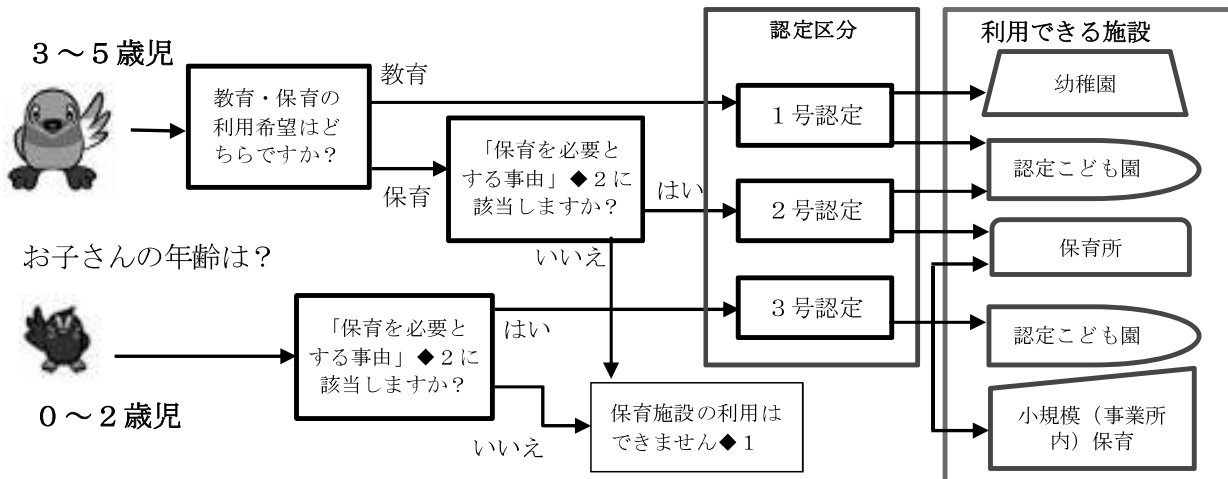 ３～５歳児
教育・保育の
利用希望はど
ちらですか？
教育
保育
「保育を必要と
する事由」◆２に
該当しますか？
はい
いいえ
お子さんの年齢は？
０～２歳児
「保育を必要と
する事由」◆２に
該当しますか？
はい
いいえ
保育施設の利用は
できません◆１
認定区分
１号認定
２号認定
３号認定
利用できる施設
幼稚園
認定こども園
保育所
認定こども園
小規模（事業所
内）保育